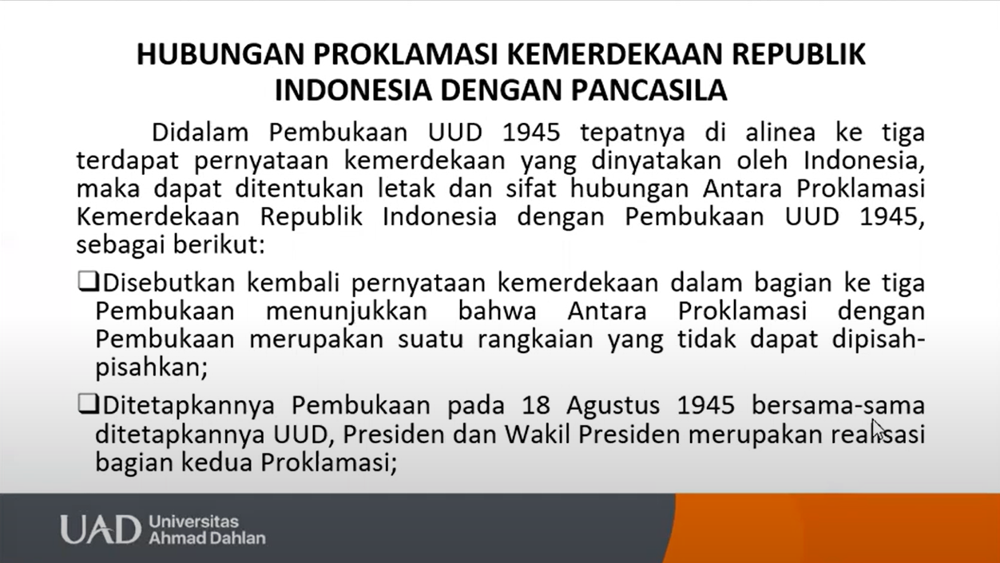 HUBUNGAN PROKLAMASI KEMERDEKAAN REPUBLIK
INDONESIA DENGAN PANCASILA
Didalam Pembukaan UUD 1945 tepatnya di alinea ke tiga
terdapat pernyataan kemerdekaan yang dinyatakan oleh Indonesia,
maka dapat ditentukan letak dan sifat hubungan Antara Proklamasi
Kemerdekaan Republik Indonesia dengan Pembukaan UUD 1945,
sebagai berikut:
❑Disebutkan kembali pernyataan kemerdekaan dalam bagian ke tiga
Pembukaan menunjukkan bahwa Antara Proklamasi dengan
Pembukaan merupakan suatu rangkaian yang tidak dapat dipisah-
pisahkan;
❑Ditetapkannya Pembukaan pada 18 Agustus 1945 bersama-sama
ditetapkannya UUD, Presiden dan Wakil Presiden merupakan realisasi
bagian kedua Proklamasi;
UAD Universitas
Ahmad Dahlan